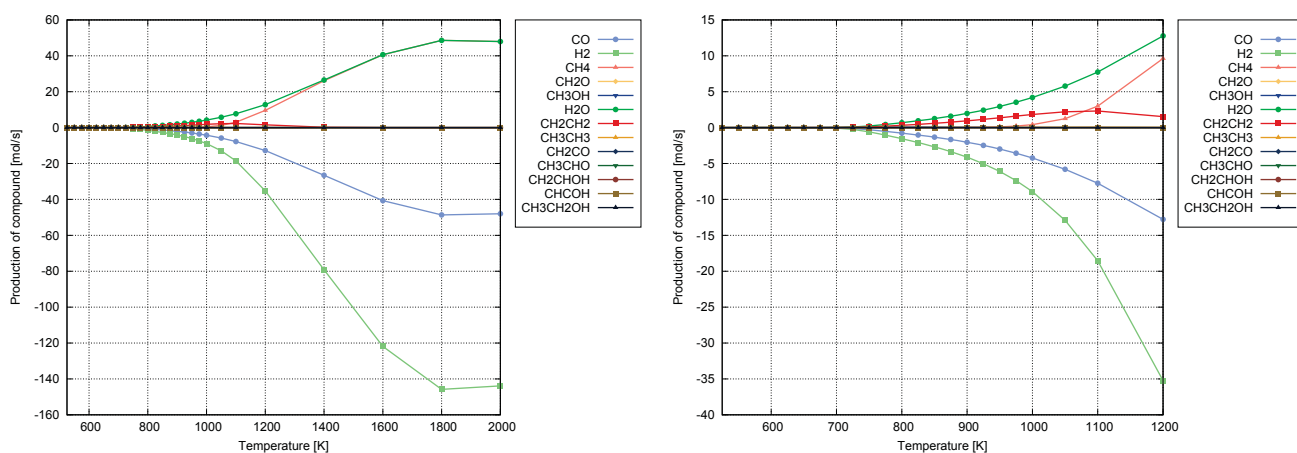 60
40
20
0
-20
-40
-60
-80
-100
-120
-140
-160
600
800
1000
1200
1400
1600
1800
2000
Production of compound [mol/s]
Temperature [K]
CO
H2
CH4
CH2O
CH3OH
H2O
CH2CH2
CH3CH3
CH2CO
CH3CHO
CH2CHOH
CHCOH
CH3CH2OH
15
10
5
0
-5
-10
-15
-20
-25
-30
-35
-40
600
700
800
900
1000
1100
1200
Production of compound [mol/s]
Temperature [K]
CO
H2
CH4
CH2O
CH3OH
H2O
CH2CH2
CH3CH3
CH2CO
CH3CHO
CH2CHOH
CHCOH
CH3CH2OH